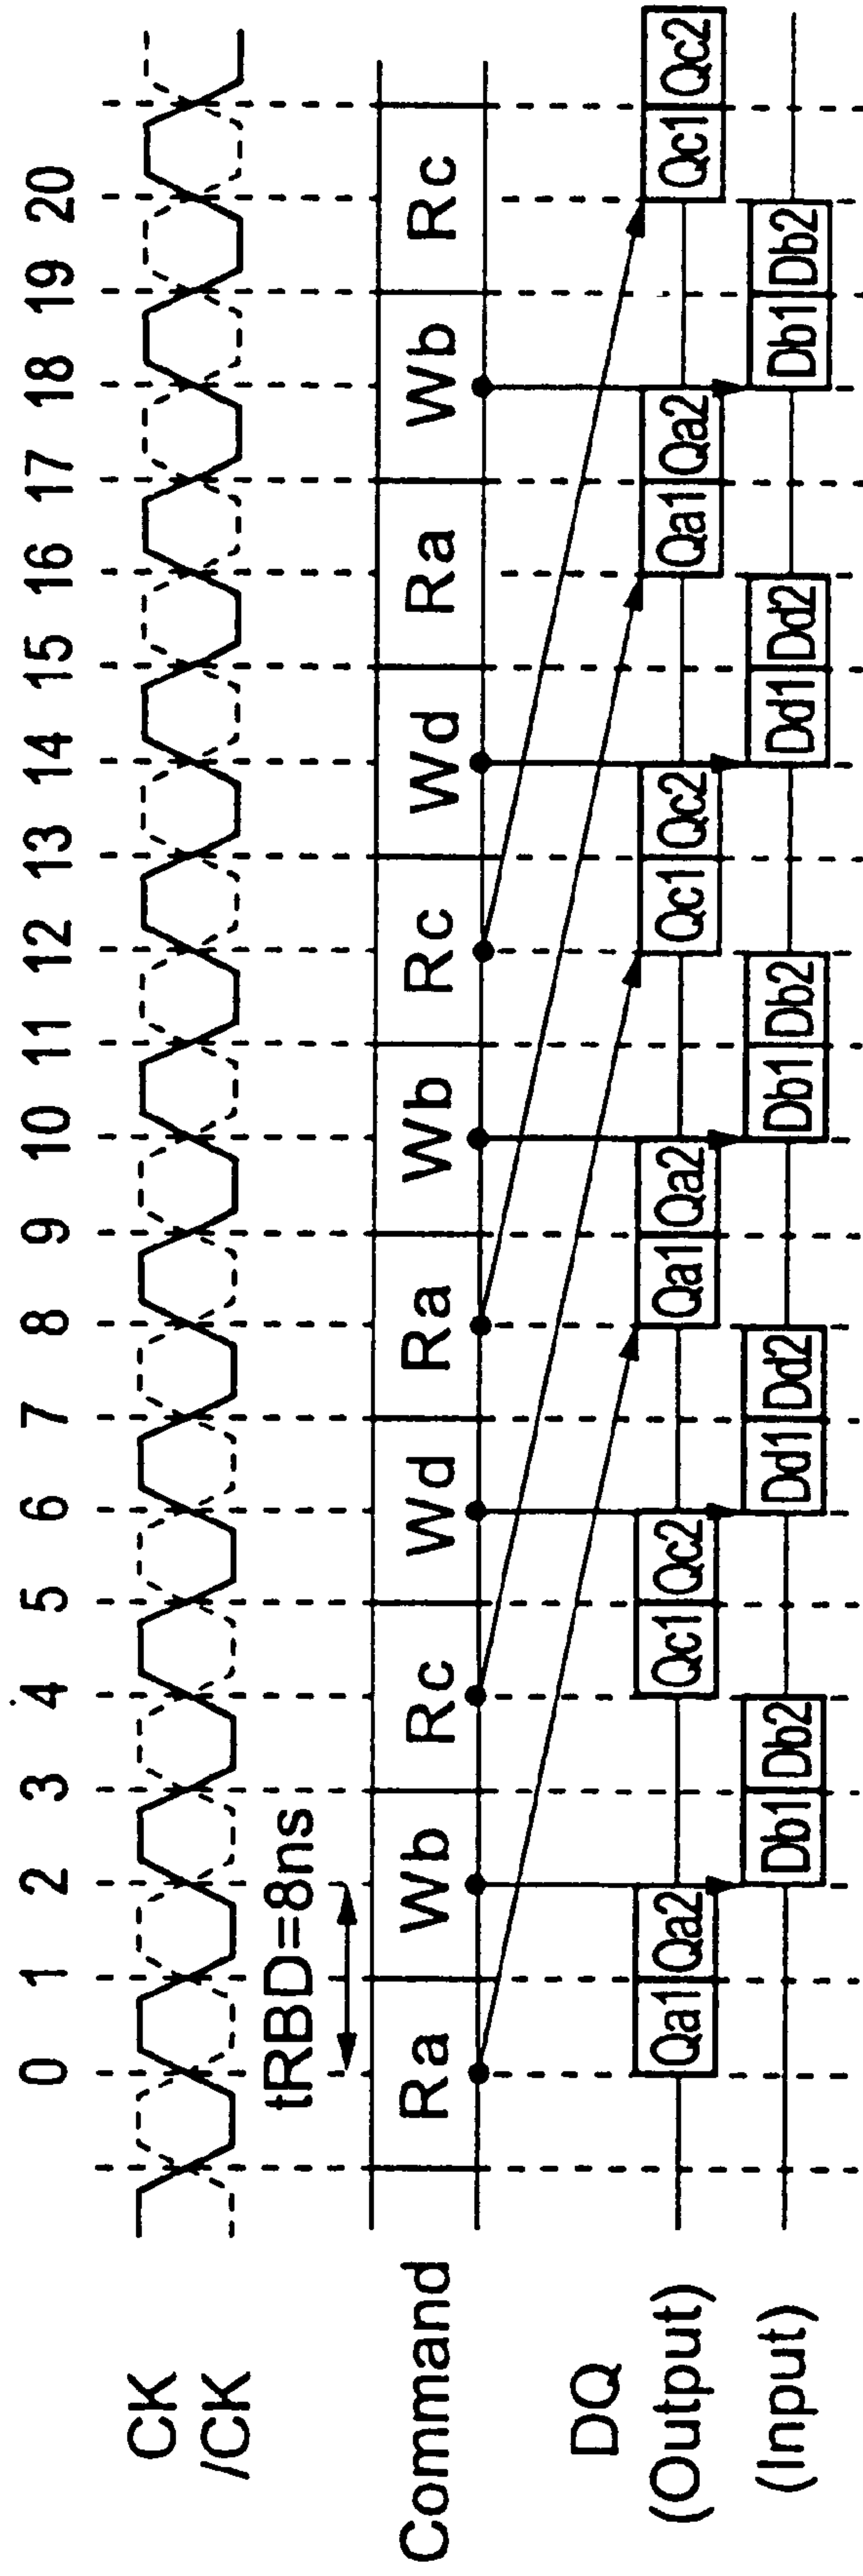 0 1 2 3 4 5 6 7 8 9 10 11 12 13 14 15 16 17 18 19 20
CK
/CK
tRBD=8ns
Command Ra Wb Rc Wd Ra Wb Rc Wd Ra Wb Rc
DQ
(Output) Qa1 Qa2 Qc1 Qc2 Qa1 Qa2 Qc1 Qc2 Qa1 Qa2 Qc1 Qc2
(Input) Db1 Db2 Dd1 Dd2 Db1 Db2 Dd1 Dd2 Db1 Db2